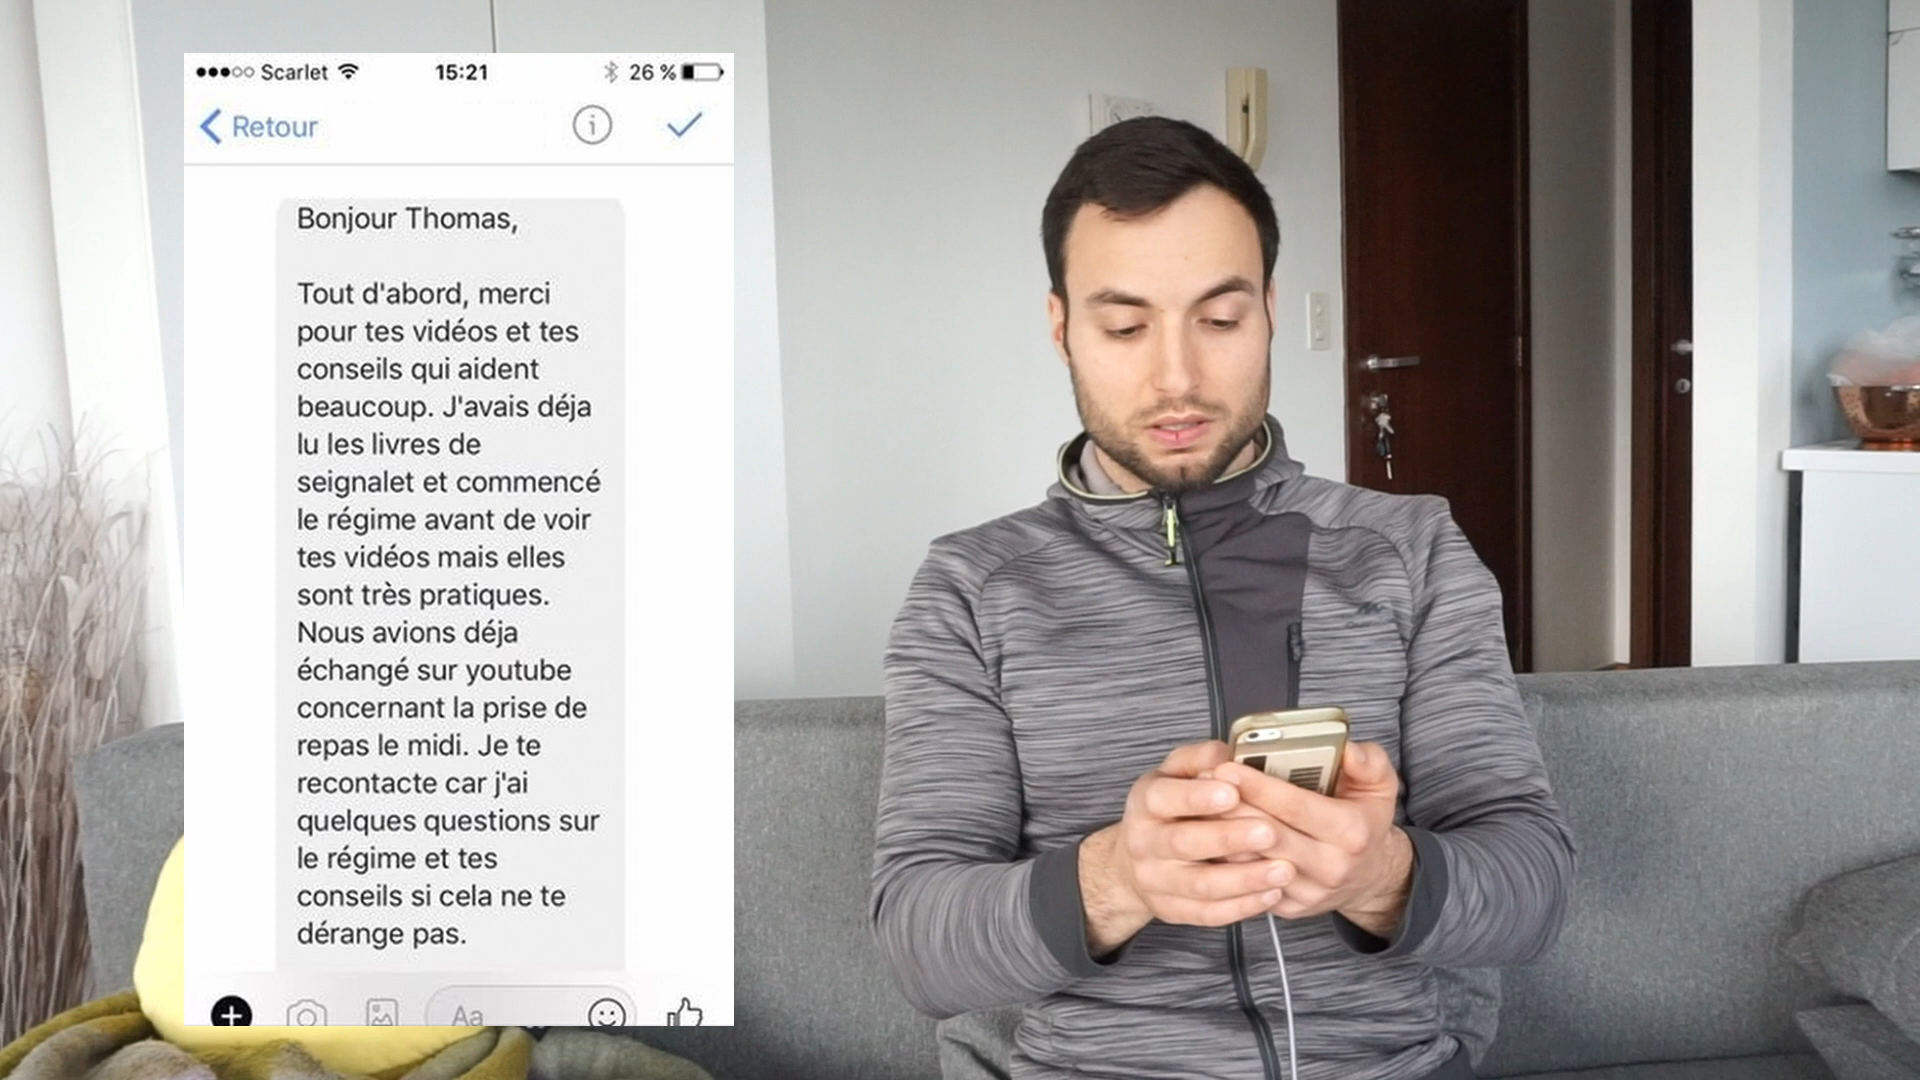 Scarlet 15:21 26 %
Retour
Bonjour Thomas,
Tout d'abord, merci
pour tes vidéos et tes
conseils qui aident
beaucoup. J'avais déja
lu les livres de
seignalet et commencé
le régime avant de voir
tes vidéos mais elles
sont très pratiques.
Nous avions déja
échangé sur youtube
concernant la prise de
repas le midi. Je te
recontacte car j'ai
quelques questions sur
le régime et tes
conseils si cela ne te
dérange pas.
Aa